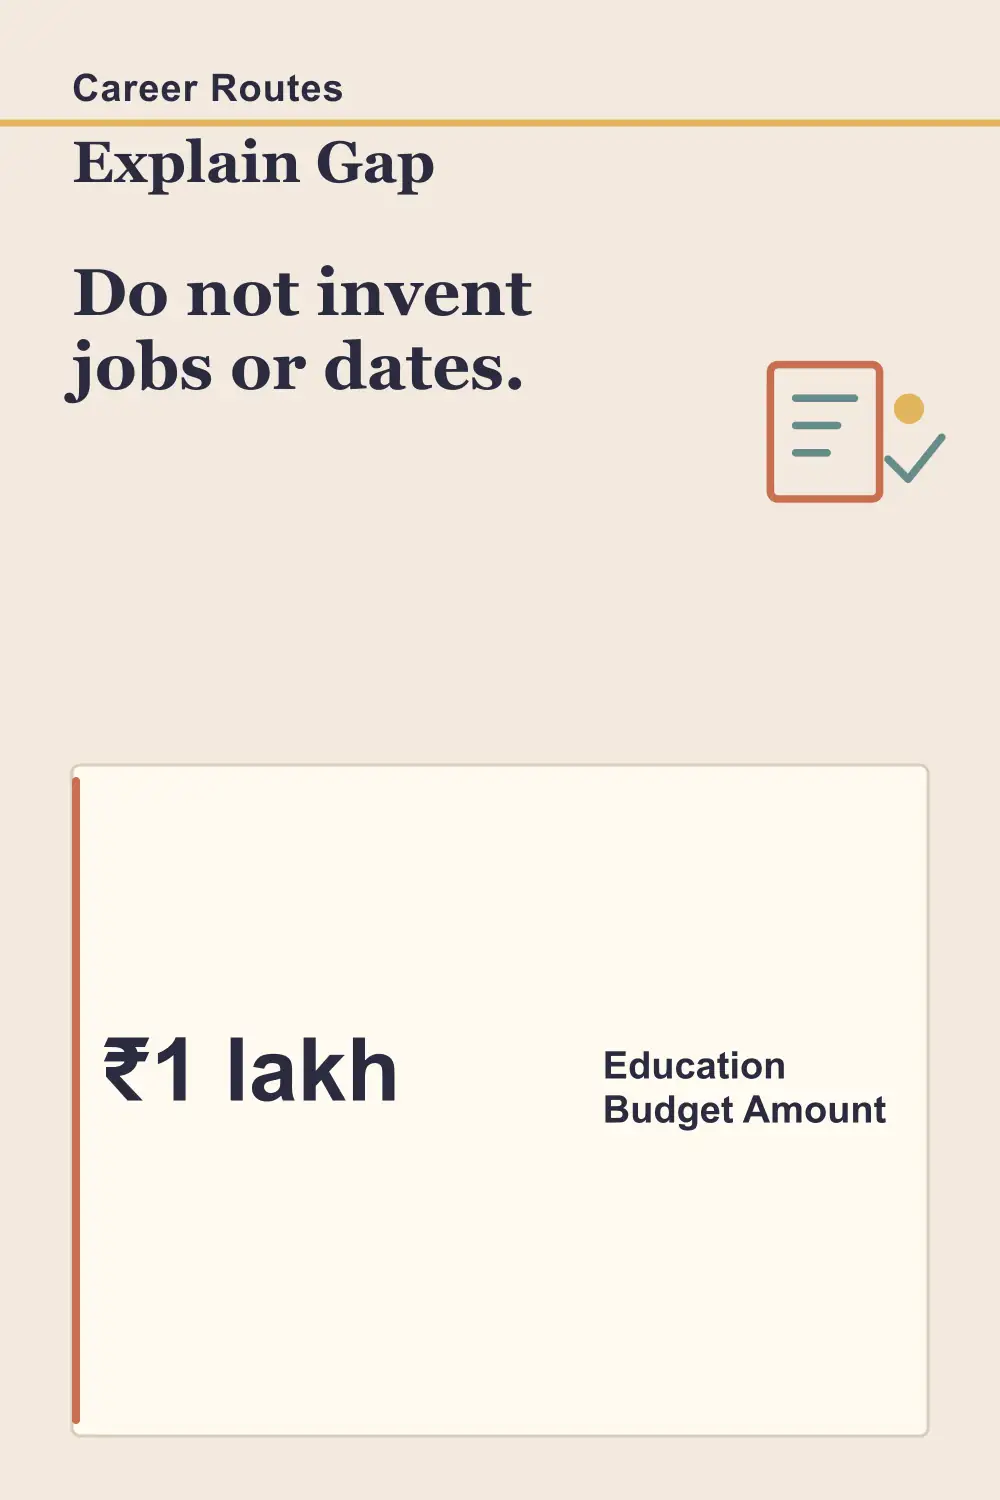 Career Routes
Explain Gap
Do not invent
jobs or dates.
₹1 lakh
Education
Budget Amount